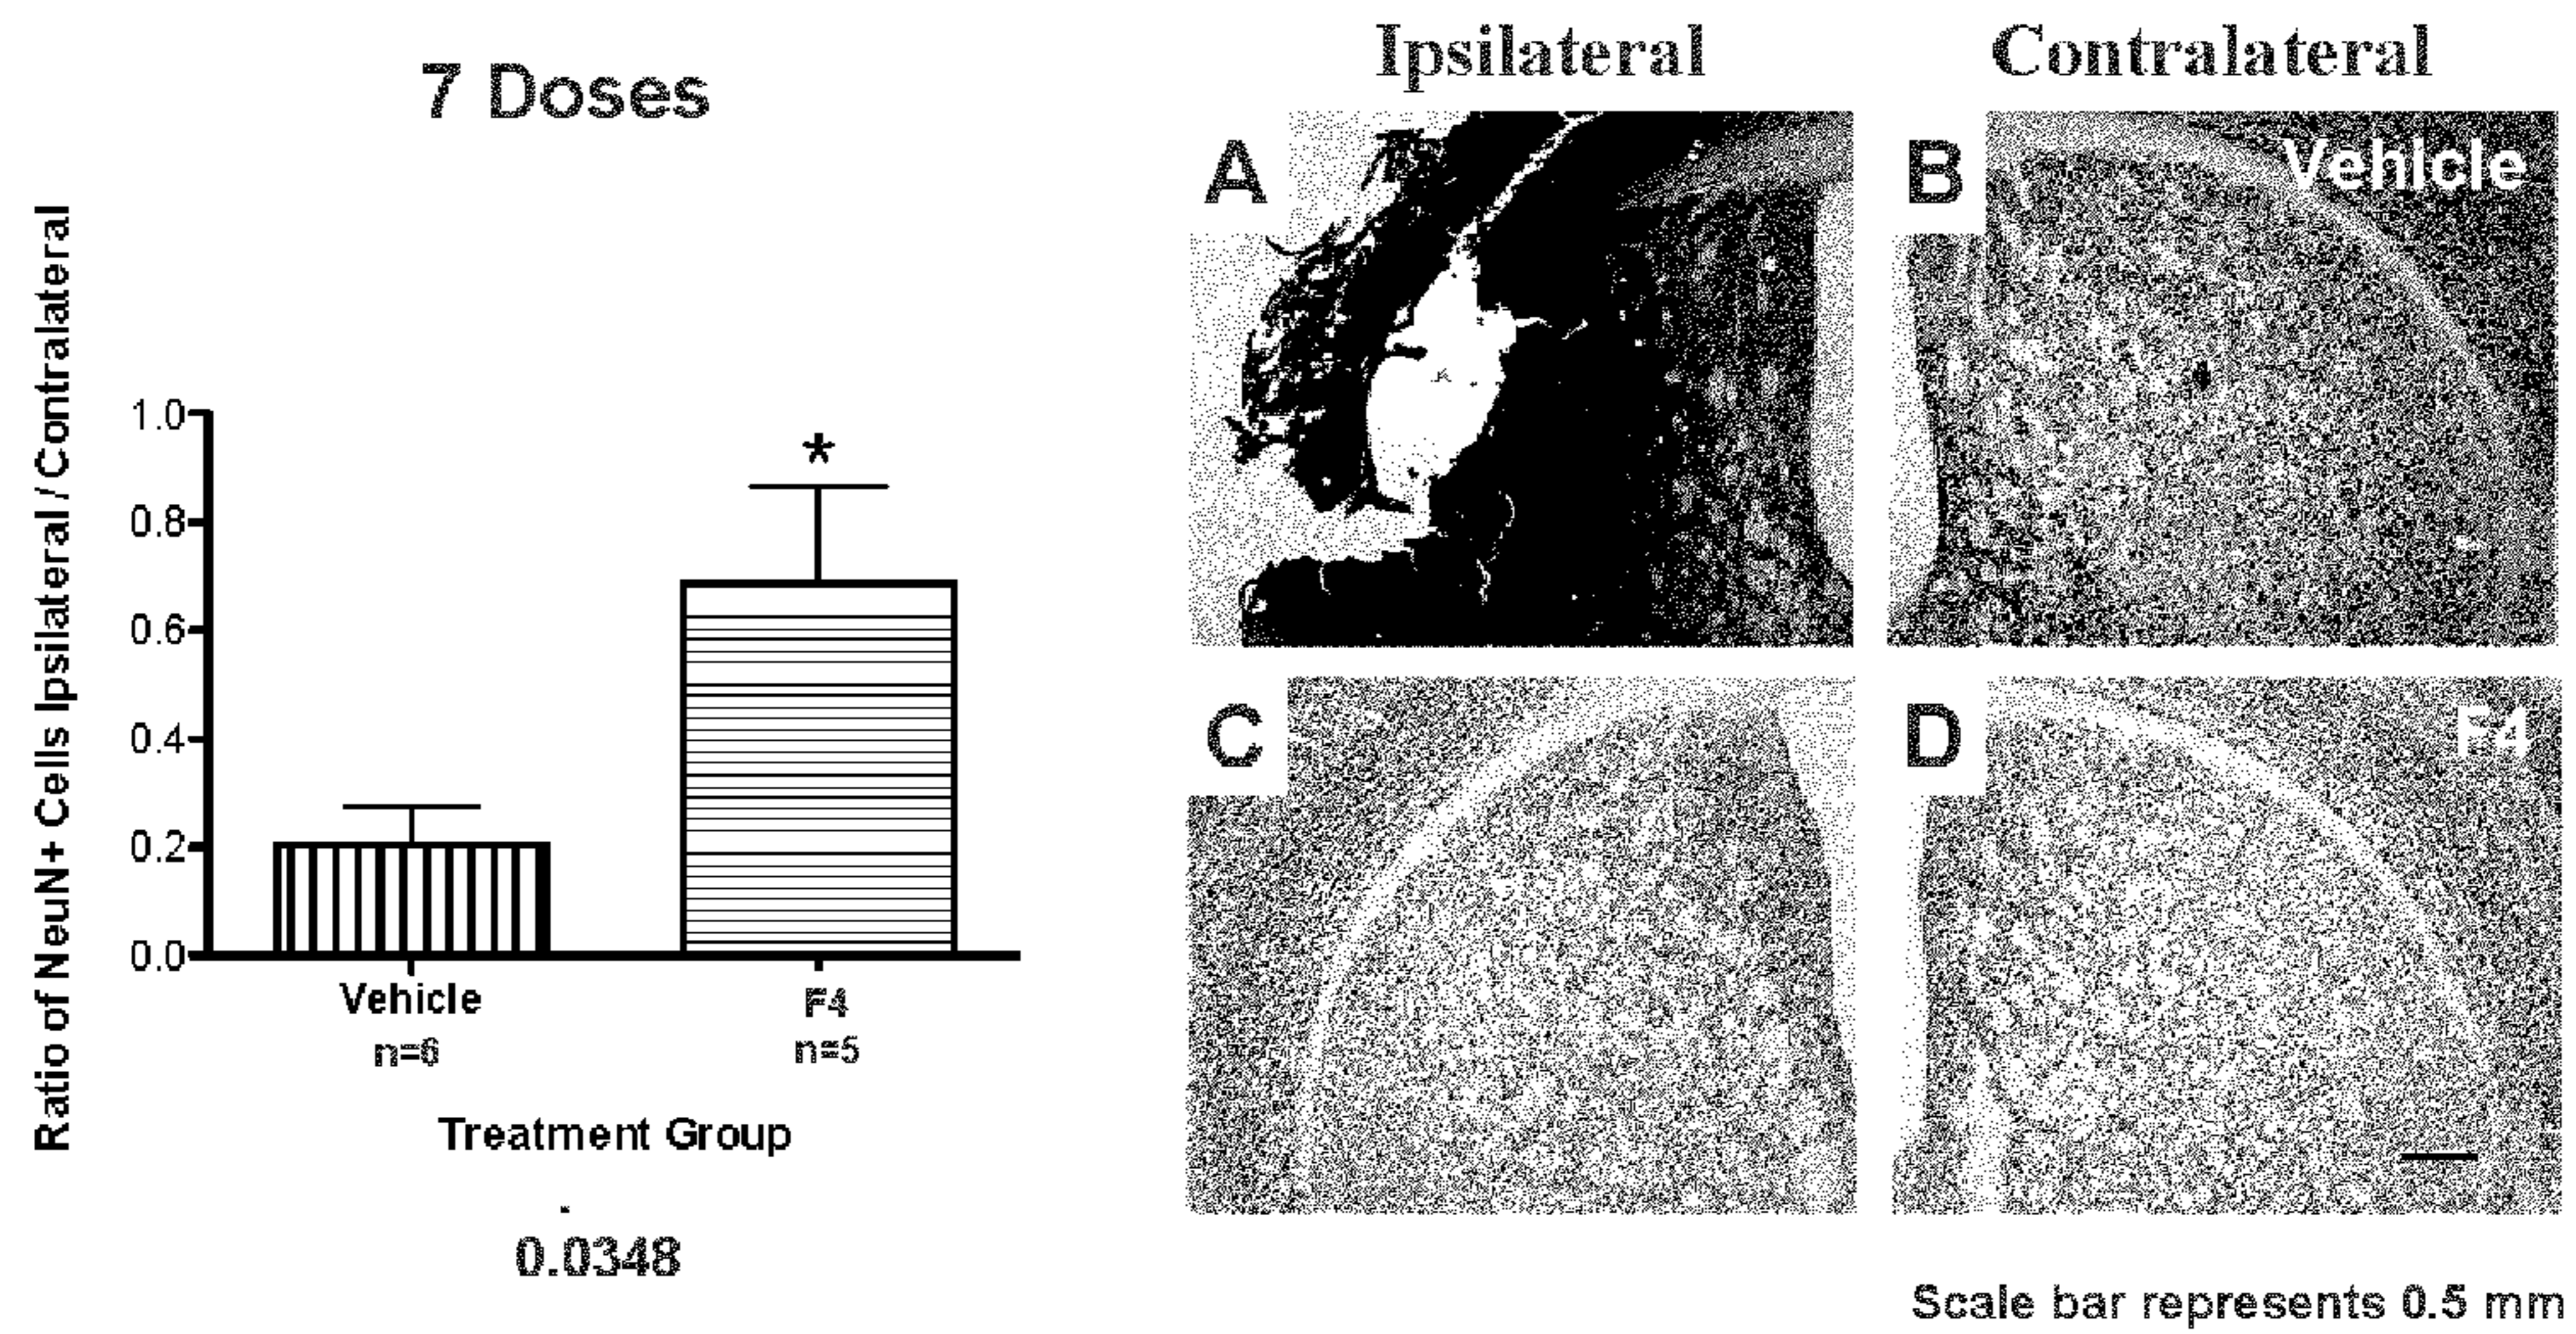 7 Doses
Ratio of NeuN+ Cells Ipsilateral / Contralateral
1.0
0.8
0.6
0.4
0.2
0.0
*
Vehicle
n=6
F4
n=5
Treatment Group
0.0348
Ipsilateral
Contralateral
A
B
Vehicle
C
D
F4
Scale bar represents 0.5 mm